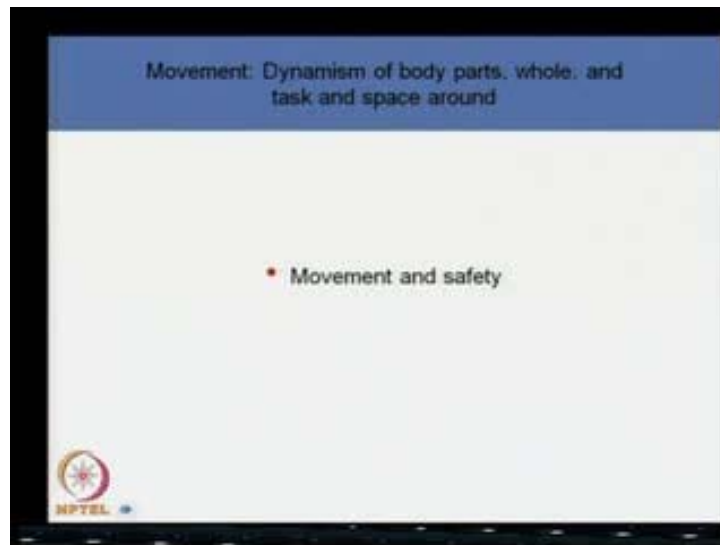 Movement: Dynamism of body parts, whole, and
task and space around
• Movement and safety
NPTEL